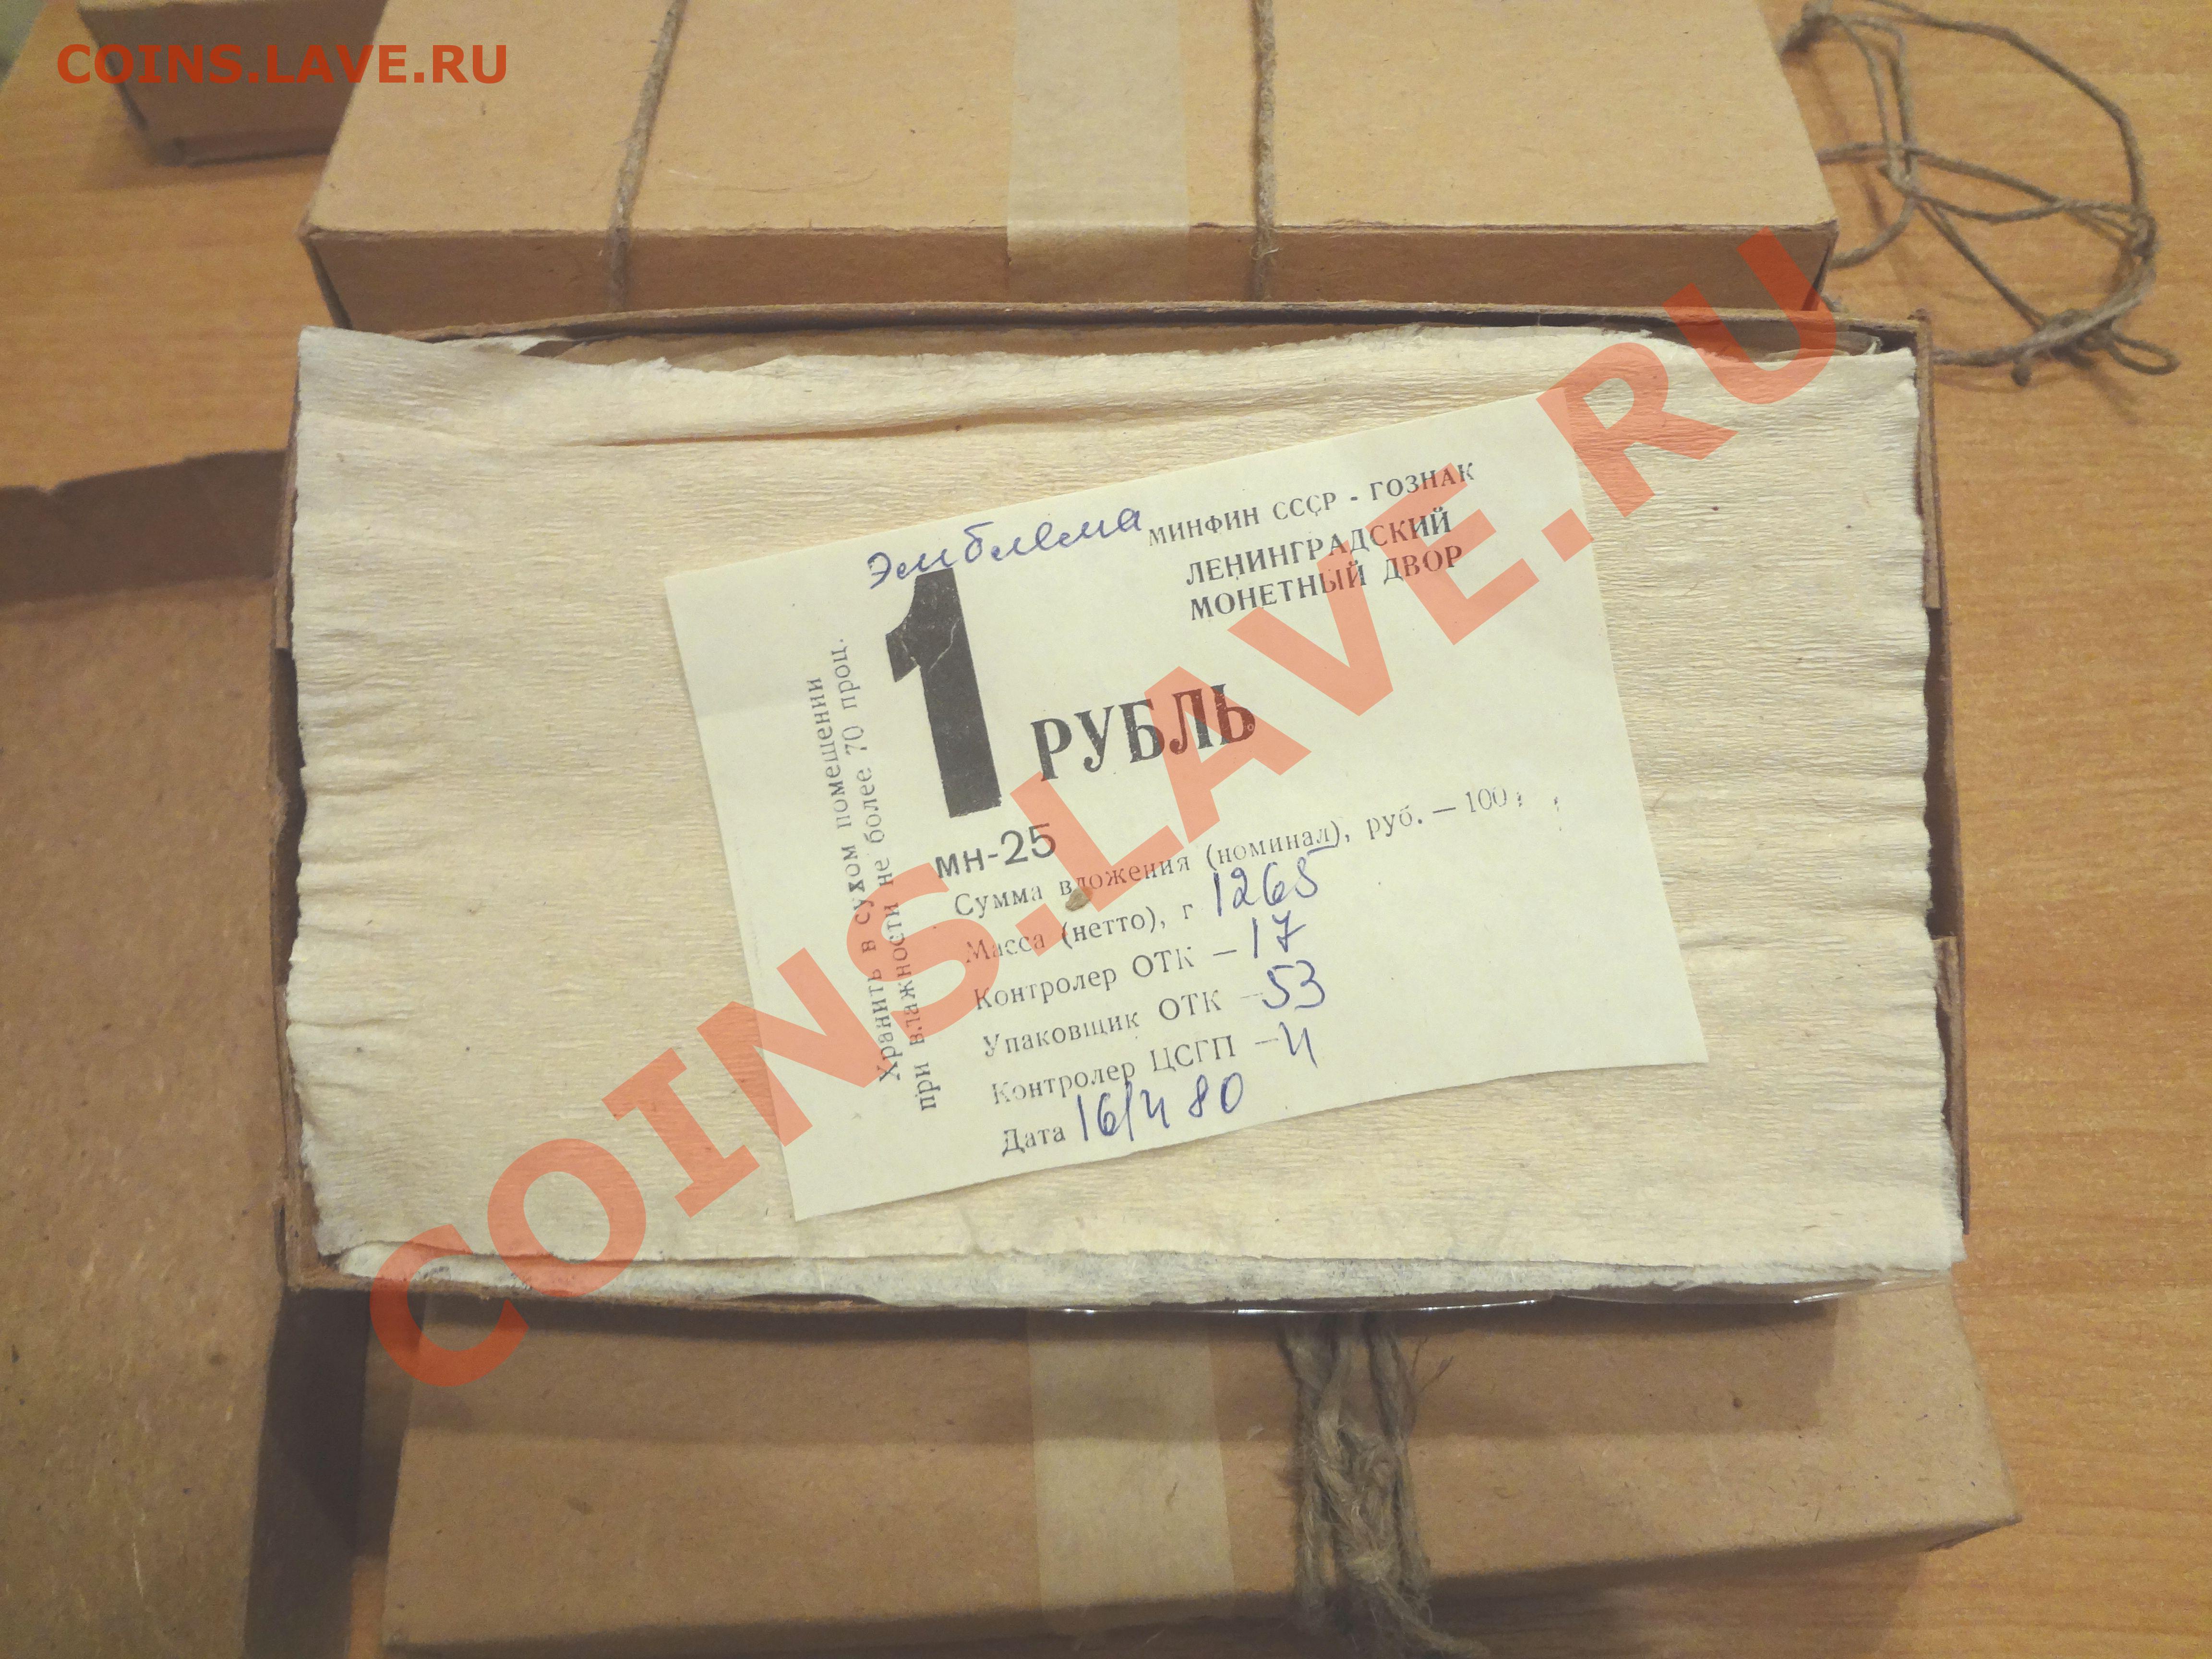 COINS.LAVE.RU
Эмблема
МИНФИН СССР - ГОЗНАК
ЛЕНИНГРАДСКИЙ
МОНЕТНЫЙ ДВОР
1 РУБЛЬ
Хранить в сухом помещении
при влажности не более 70 проц.
МН-25
Сумма вложения (номинал), руб. — 100
Масса (нетто), г 1265
Контролер ОТК — 17
Упаковщик ОТК — 53
Контролер ЦСГП — 4
Дата 16/4 80
COINS.LAVE.RU